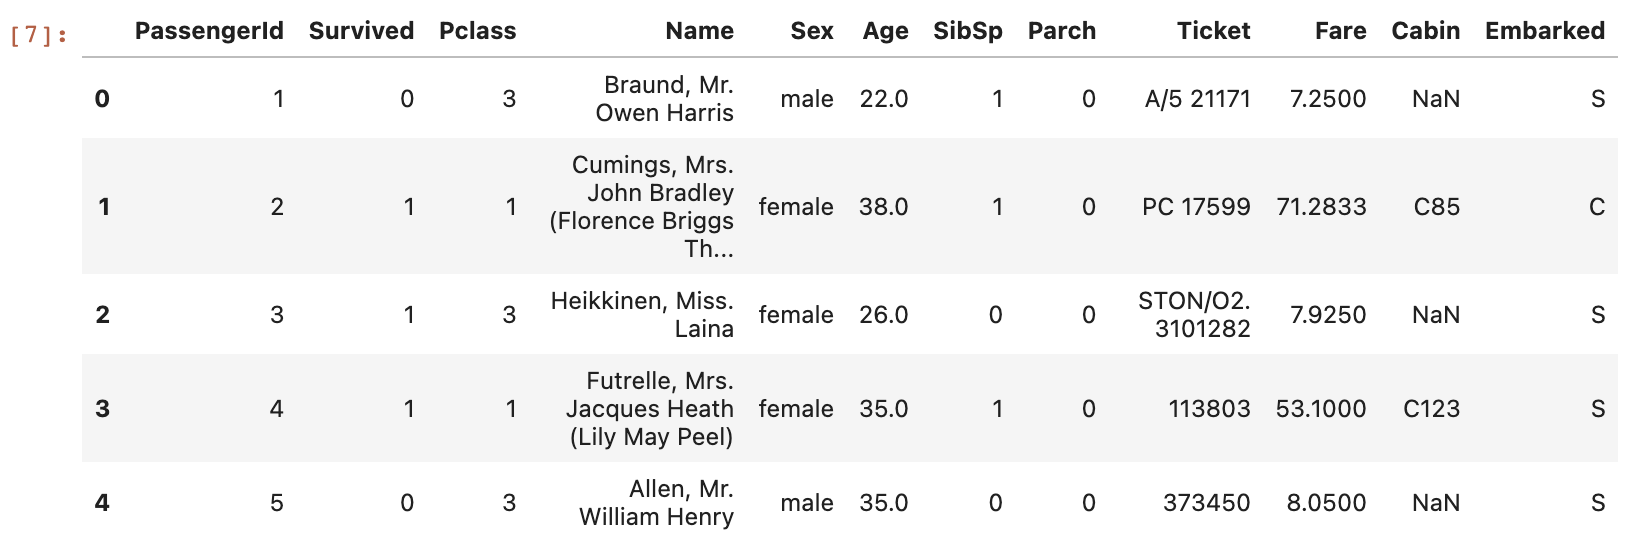 [7]: PassengerId Survived Pclass Name Sex Age SibSp Parch Ticket Fare Cabin Embarked
0 1 0 3 Braund, Mr. Owen Harris male 22.0 1 0 A/5 21171 7.2500 NaN S
1 2 1 1 Cumings, Mrs. John Bradley (Florence Briggs Th... female 38.0 1 0 PC 17599 71.2833 C85 C
2 3 1 3 Heikkinen, Miss. Laina female 26.0 0 0 STON/O2. 3101282 7.9250 NaN S
3 4 1 1 Futrelle, Mrs. Jacques Heath (Lily May Peel) female 35.0 1 0 113803 53.1000 C123 S
4 5 0 3 Allen, Mr. William Henry male 35.0 0 0 373450 8.0500 NaN S